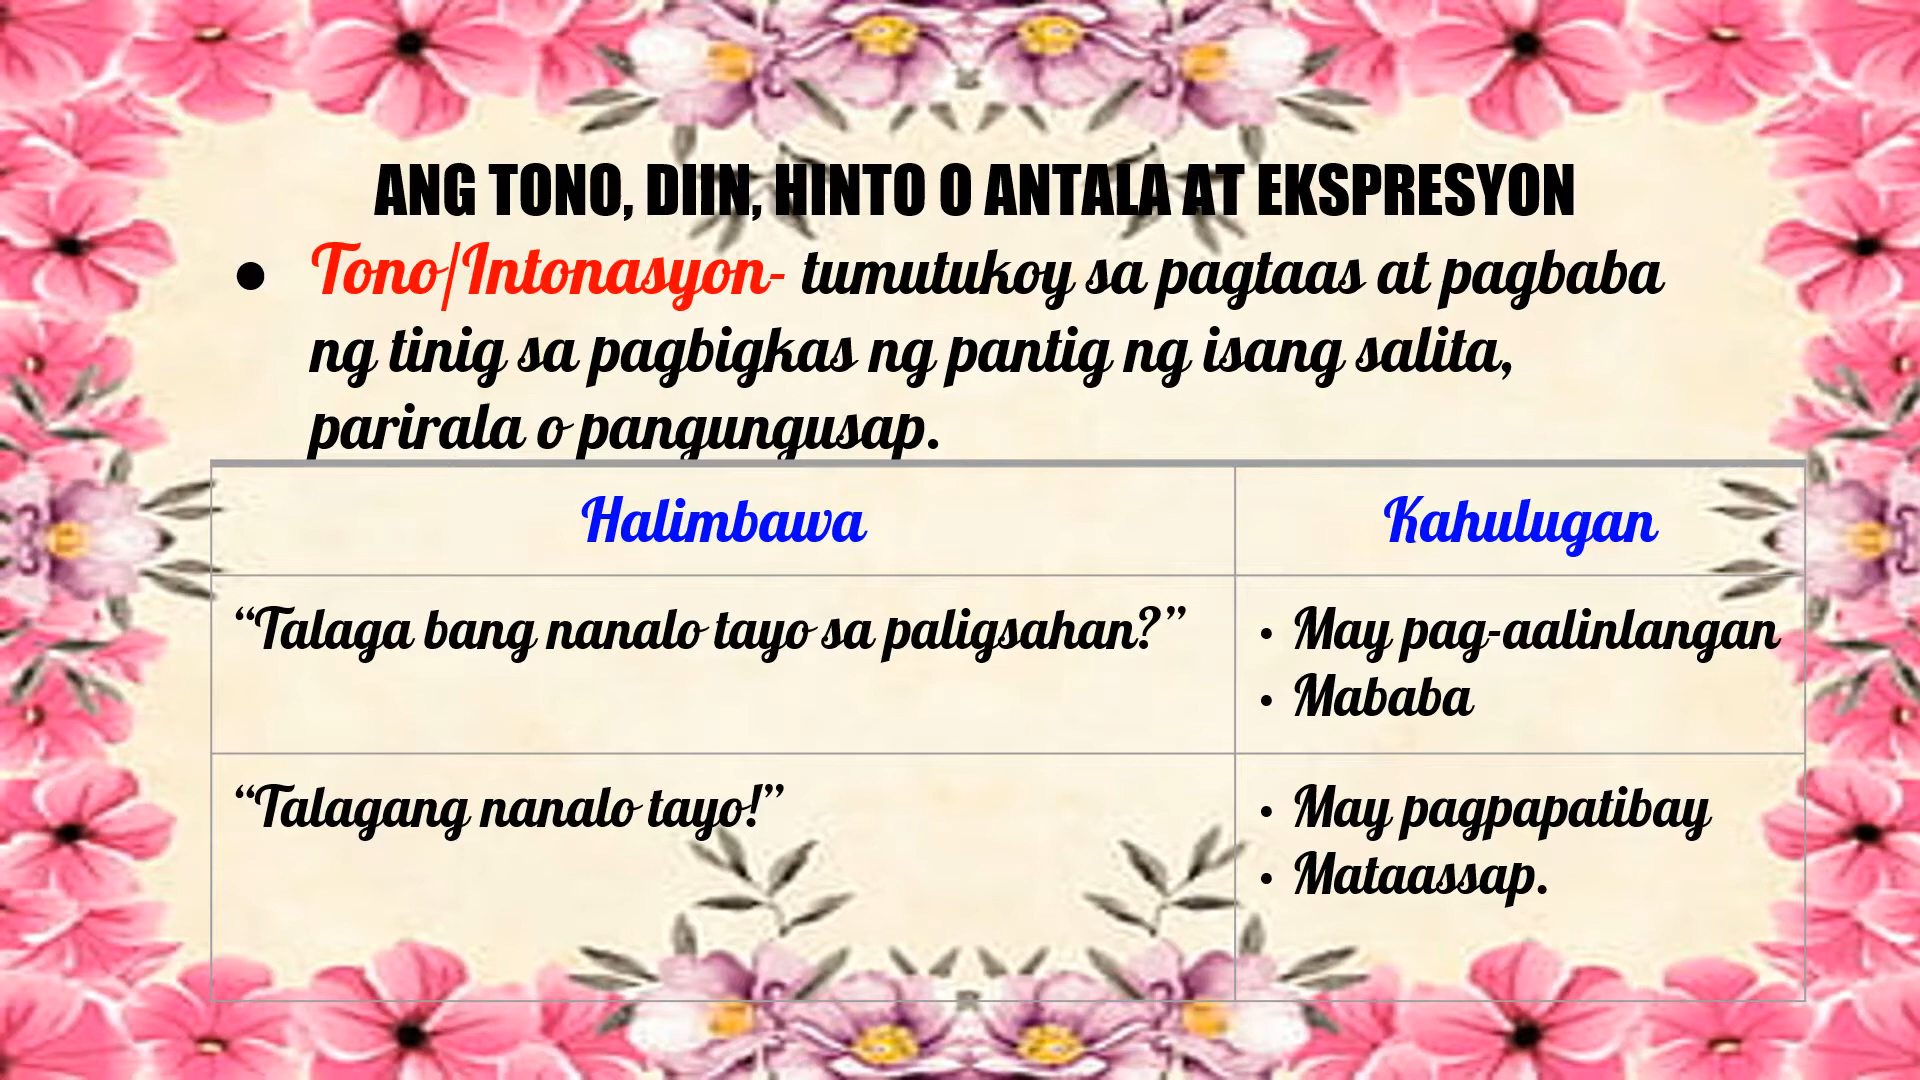 ANG TONO, DIIN, HINTO O ANTALA AT EKSPRESYON
● Tono/Intonasyon- tumutukoy sa pagtaas at pagbaba
ng tinig sa pagbigkas ng pantig ng isang salita,
parirala o pangungusap.
Halimbawa
Kahulugan
“Talaga bang nanalo tayo sa paligsahan?”
• May pag-aalinlangan
• Mababa
“Talagang nanalo tayo!”
• May pagpapatibay
• Mataassap.